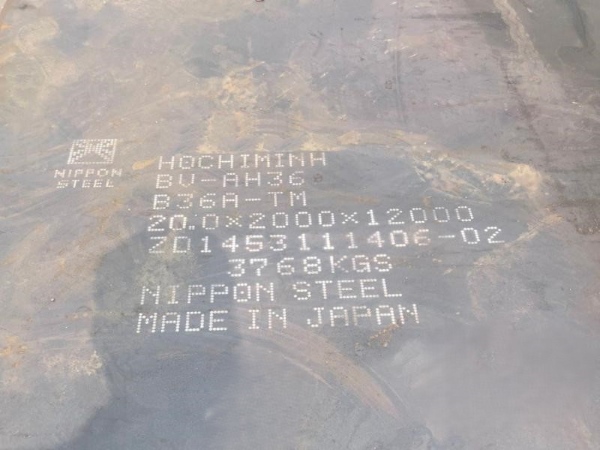 NIPPON
STEEL
HOCHIMINH
BV-AH36
B36A-TM
20.0×2000×12000
ZD1453111406-02
3768KGS
NIPPON STEEL
MADE IN JAPAN